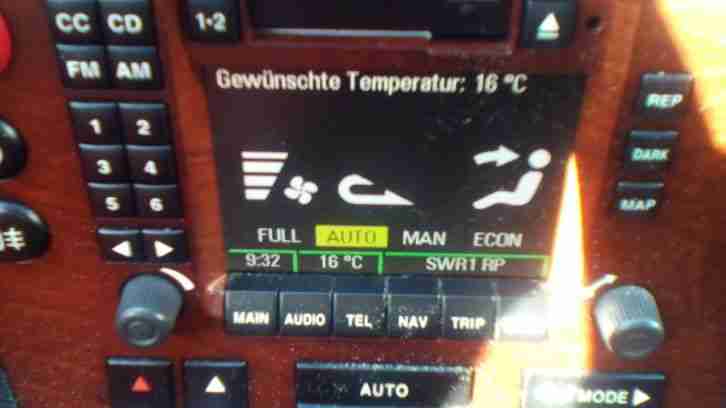 CC CD
1•2
FM AM
Gewünschte Temperatur: 16 °C
REP
1 2
3 4
DARK
5 6
MAP
FULL AUTO MAN ECON
9:32 16 °C SWR1 RP
MAIN AUDIO TEL NAV TRIP
AUTO
MODE